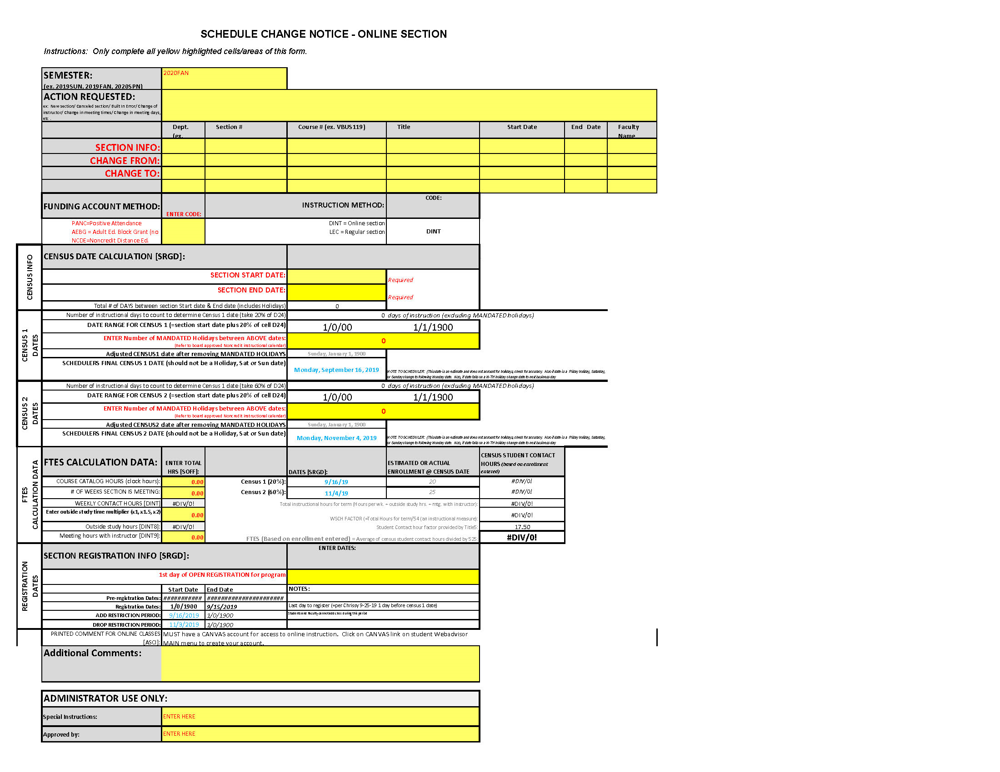 SCHEDULE CHANGE NOTICE - ONLINE SECTION
Instructions: Only complete all yellow highlighted cells/areas of this form.
SEMESTER: 2020FAN
(ex. 2019SUN, 2019FAN, 2020SPN)
ACTION REQUESTED:
ex: New section/ Canceled section/ Built In Error/ Change of
instructor/ Change in meeting times/ Change in meeting days,
etc .
Dept. Section # Course # (ex. VBUS119) Title Start Date End Date Faculty
(ex. Name
SECTION INFO:
CHANGE FROM:
CHANGE TO:
FUNDING ACCOUNT METHOD: ENTER CODE: INSTRUCTION METHOD: CODE:
PANC=Positive Attendance DINT = Online section
AEBG = Adult Ed. Block Grant (no LEC = Regular section DINT
NCDE=Noncredit Distance Ed.
CENSUS INFO
CENSUS DATE CALCULATION [SRGD]:
SECTION START DATE: Required
SECTION END DATE: Required
Total # of DAYS between section Start date & End date (includes Holidays) 0
CENSUS 1
DATES
Number of instructional days to count to determine Census 1 date (take 20% of D24) 0 days of instruction (excluding MANDATED holidays)
DATE RANGE FOR CENSUS 1 (=section start date plus 20% of cell D24) 1/0/00 1/1/1900
ENTER Number of MANDATED Holidays between ABOVE dates: 0
(Refer to board approved Noncredit instructional calendar)
Adjusted CENSUS1 date after removing MANDATED HOLIDAYS Sunday, January 1, 1900
SCHEDULERS FINAL CENSUS 1 DATE (should not be a Holiday, Sat or Sun date) Monday, September 16, 2019
NOTE TO SCHEDULER: (This date is an estimate and does not account for holidays, check for accuracy. Also if date is a Friday holiday, Saturday,
or Sunday change to following Monday date. Also, if date falls on a M-TH holiday change date to next business day
CENSUS 2
DATES
Number of instructional days to count to determine Census 1 date (take 60% of D24) 0 days of instruction (excluding MANDATED holidays)
DATE RANGE FOR CENSUS 2 (=section start date plus 20% of cell D24) 1/0/00 1/1/1900
ENTER Number of MANDATED Holidays between ABOVE dates: 0
(Refer to board approved Noncredit instructional calendar)
Adjusted CENSUS2 date after removing MANDATED HOLIDAYS Sunday, January 1, 1900
SCHEDULERS FINAL CENSUS 2 DATE (should not be a Holiday, Sat or Sun date) Monday, November 4, 2019
NOTE TO SCHEDULER: (This date is an estimate and does not account for holidays, check for accuracy. Also if date is a Friday holiday, Saturday,
or Sunday change to following Monday date. Also, if date falls on a M-TH holiday change date to next business day
FTES
CALCULATION DATA
FTES CALCULATION DATA: ENTER TOTAL HRS [SOFF]: DATES [SRGD]: ESTIMATED OR ACTUAL ENROLLMENT @ CENSUS DATE CENSUS STUDENT CONTACT HOURS (based on enrollment entered)
COURSE CATALOG HOURS (clock hours): 0.00 Census 1 (20%): 9/16/19 20 #DIV/0!
# OF WEEKS SECTION IS MEETING: 0.00 Census 2 (60%): 11/4/19 25 #DIV/0!
WEEKLY CONTACT HOURS [DINT] #DIV/0! Total instructional hours for term (Hours per wk. + outside study hrs. + mtg. with instructor): #DIV/0!
Enter outside study time multiplier (x1, x1.5, x2) 0.00 WSCH FACTOR (=Total Hours for term/54 (an instructional measure): #DIV/0!
Outside study hours [DINT8]: #DIV/0! Student Contact hour factor provided by Title5: 17.50
Meeting hours with instructor [DINT9]: 0.00 FTES (Based on enrollment entered) = Average of census student contact hours divided by 525: #DIV/0!
REGISTRATION
DATES
SECTION REGISTRATION INFO [SRGD]: ENTER DATES:
1st day of OPEN REGISTRATION for program
Start Date End Date NOTES:
Pre-registration Dates: ########### ######################
Registration Dates: 1/0/1900 9/15/2019 Last day to register (=per Chrissy 9-25-19 1 day before census 1 date)
ADD RESTRICTION PERIOD: 9/16/2019 1/0/1900 Students and Faculty cannot add class during this period
DROP RESTRICTION PERIOD: 11/3/2019 1/0/1900
PRINTED COMMENT FOR ONLINE CLASSES MUST have a CANVAS account for access to online instruction. Click on CANVAS link on student Webadvisor
[ASCI]: MAIN menu to create your account.
Additional Comments:
ADMINISTRATOR USE ONLY:
Special Instructions: ENTER HERE
Approved by: ENTER HERE